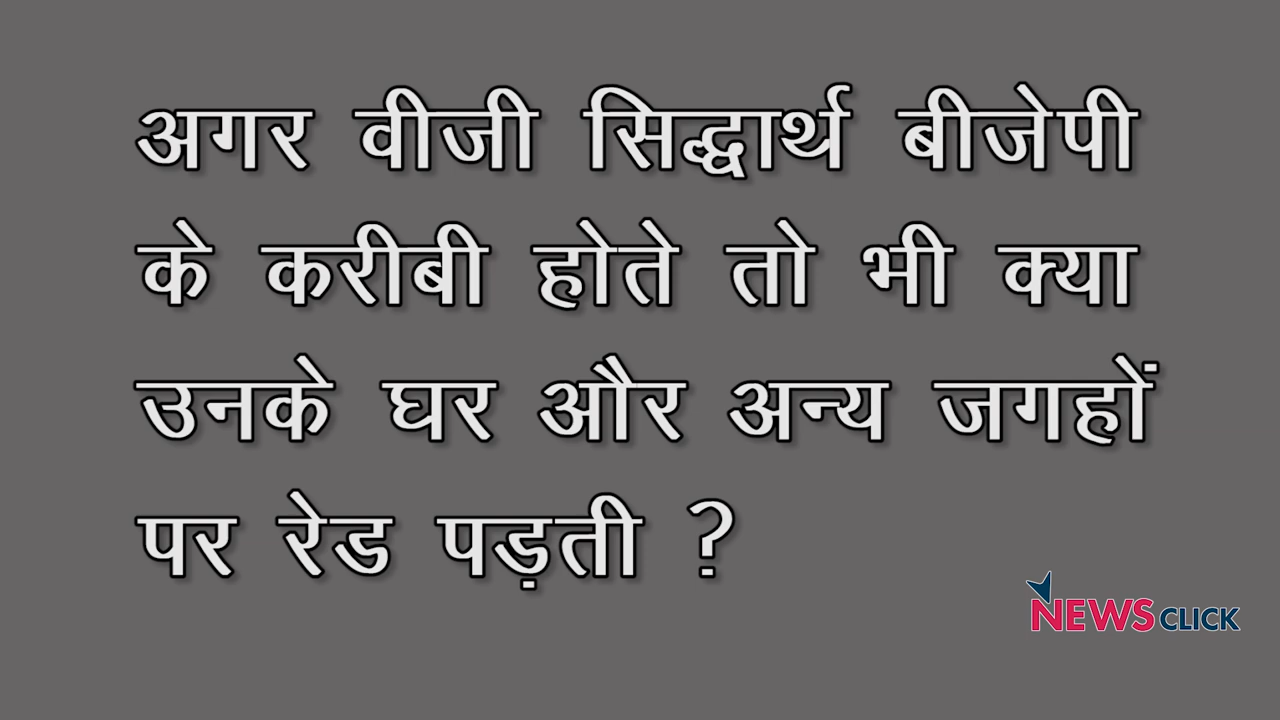 अगर वीजी सिद्धार्थ बीजेपी
के करीबी होते तो भी क्या
उनके घर और अन्य जगहों
पर रेड पड़ती ?
NEWSCLICK